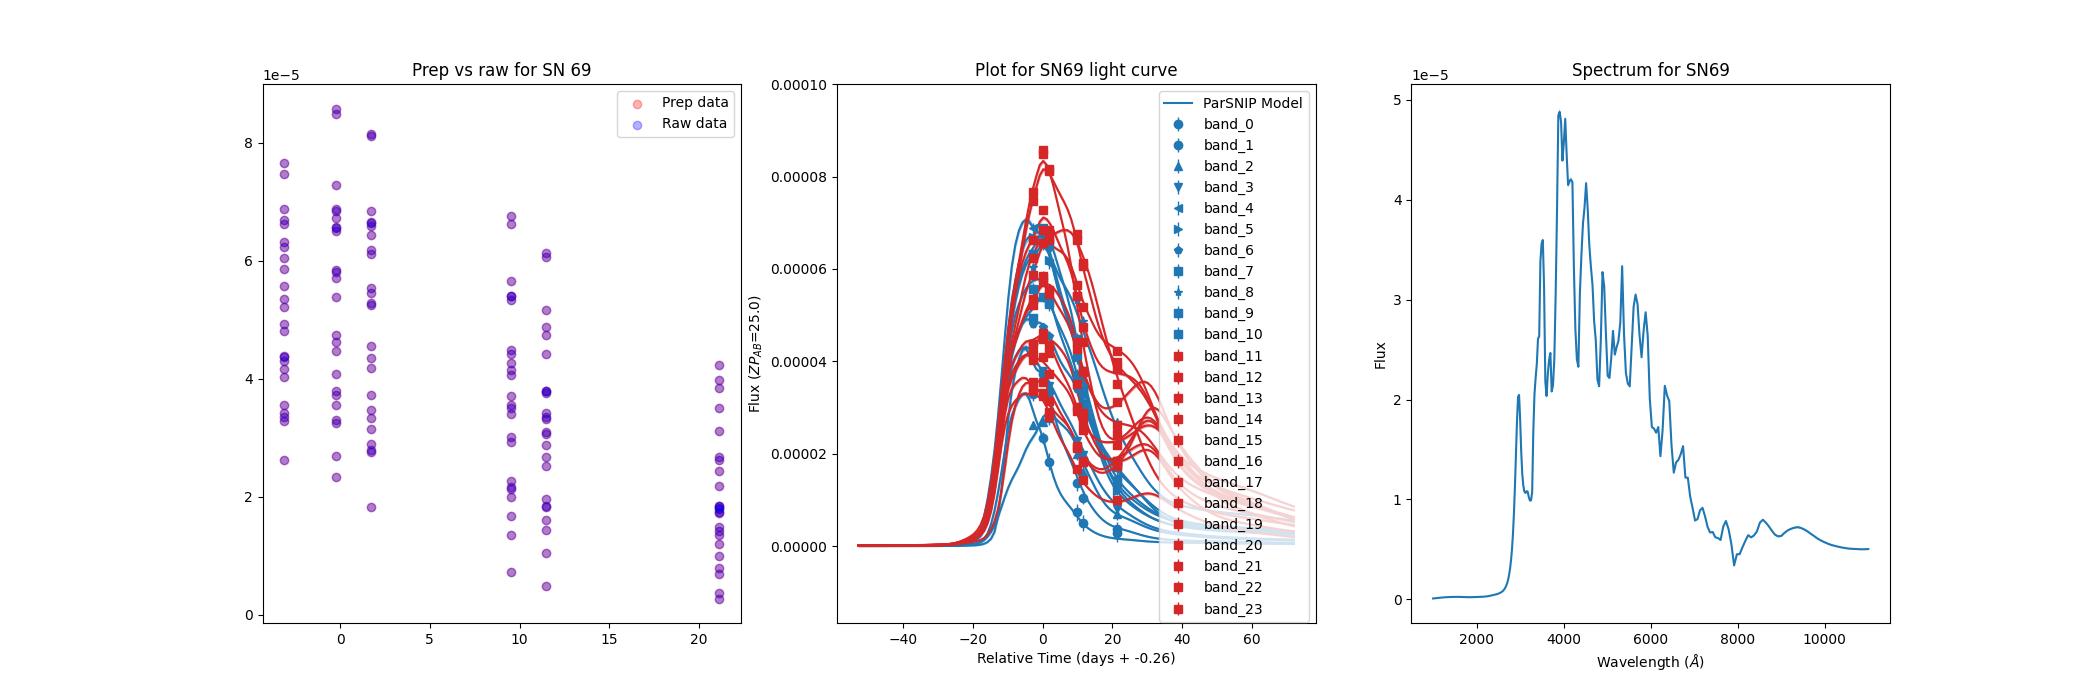 Prep vs raw for SN 69
1e−5
Prep data
Raw data
8
6
4
2
0
0 5 10 15 20
Plot for SN69 light curve
0.00010
0.00008
0.00006
0.00004
0.00002
0.00000
Flux (ZP_AB=25.0)
ParSNIP Model
band_0
band_1
band_2
band_3
band_4
band_5
band_6
band_7
band_8
band_9
band_10
band_11
band_12
band_13
band_14
band_15
band_16
band_17
band_18
band_19
band_20
band_21
band_22
band_23
−40 −20 0 20 40 60
Relative Time (days + -0.26)
Spectrum for SN69
1e−5
5
4
3
2
1
0
Flux
2000 4000 6000 8000 10000
Wavelength (Å)